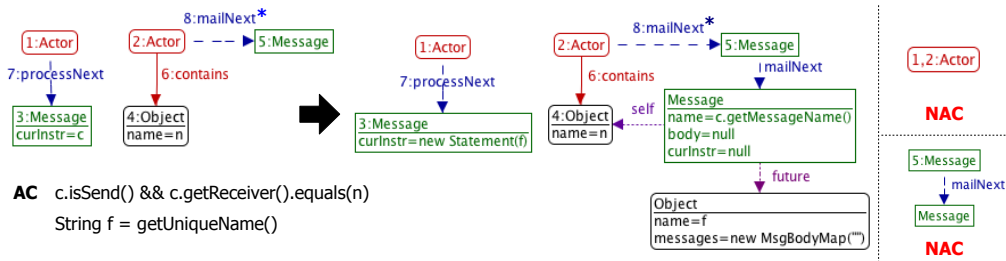 8:mailNext*
1:Actor
2:Actor
5:Message
7:processNext
6:contains
3:Message
curInstr=c
4:Object
name=n
AC c.isSend() && c.getReceiver().equals(n)
String f = getUniqueName()
8:mailNext*
1:Actor
2:Actor
5:Message
7:processNext
6:contains
mailNext
3:Message
curInstr=new Statement(f)
4:Object
name=n
self
Message
name=c.getMessageName()
body=null
curInstr=null
future
Object
name=f
messages=new MsgBodyMap("")
1,2:Actor
NAC
5:Message
mailNext
Message
NAC